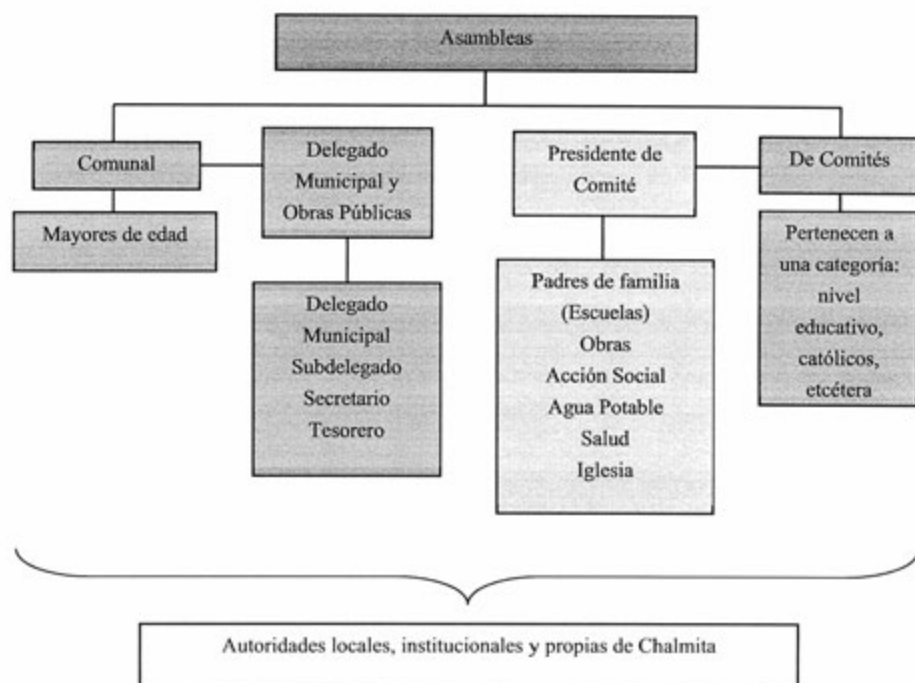 Asambleas
Comunal
Mayores de edad
Delegado
Municipal y
Obras Públicas
Delegado
Municipal
Subdelegado
Secretario
Tesorero
Presidente de
Comité
Padres de familia
(Escuelas)
Obras
Acción Social
Agua Potable
Salud
Iglesia
De Comités
Pertenecen a
una categoría:
nivel
educativo,
católicos,
etcétera
Autoridades locales, institucionales y propias de Chalmita